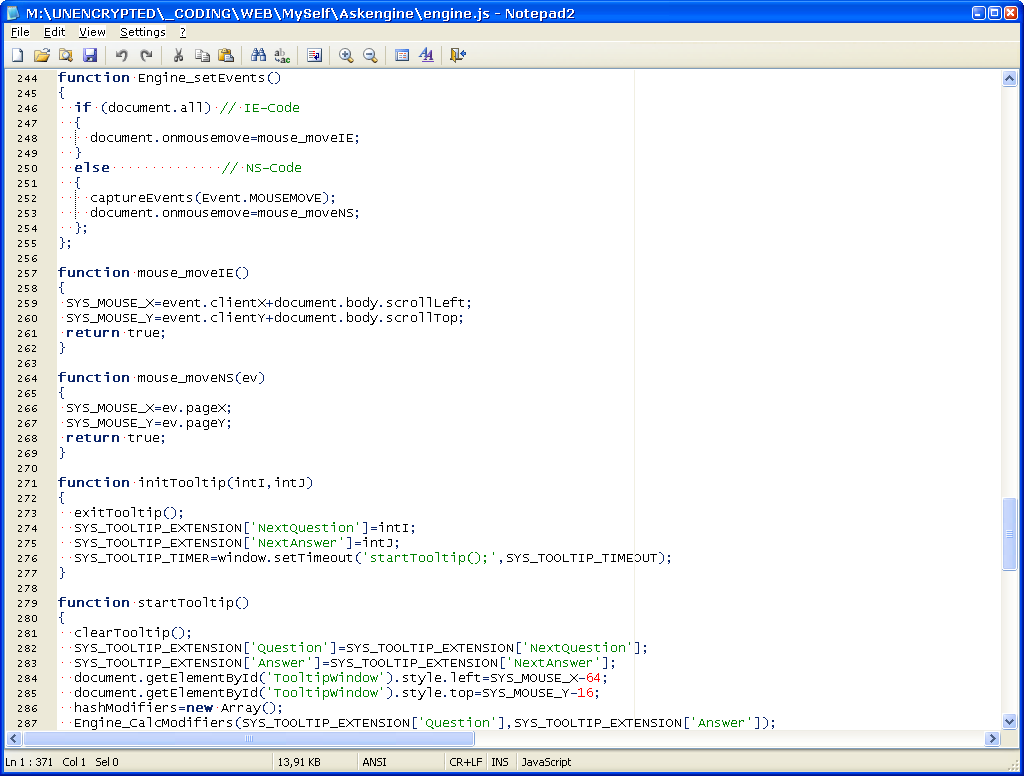 M:\UNENCRYPTED\_CODING\WEB\MySelf\Askengine\engine.js - Notepad2
File Edit View Settings ?
244 function Engine_setEvents()
245 {
246   if (document.all) // IE-Code
247   {
248     document.onmousemove=mouse_moveIE;
249   }
250   else              // NS-Code
251   {
252     captureEvents(Event.MOUSEMOVE);
253     document.onmousemove=mouse_moveNS;
254   };
255 };
256
257 function mouse_moveIE()
258 {
259  SYS_MOUSE_X=event.clientX+document.body.scrollLeft;
260  SYS_MOUSE_Y=event.clientY+document.body.scrollTop;
261  return true;
262 }
263
264 function mouse_moveNS(ev)
265 {
266  SYS_MOUSE_X=ev.pageX;
267  SYS_MOUSE_Y=ev.pageY;
268  return true;
269 }
270
271 function initTooltip(intI,intJ)
272 {
273   exitTooltip();
274   SYS_TOOLTIP_EXTENSION['NextQuestion']=intI;
275   SYS_TOOLTIP_EXTENSION['NextAnswer']=intJ;
276   SYS_TOOLTIP_TIMER=window.setTimeout('startTooltip();',SYS_TOOLTIP_TIMEOUT);
277 }
278
279 function startTooltip()
280 {
281   clearTooltip();
282   SYS_TOOLTIP_EXTENSION['Question']=SYS_TOOLTIP_EXTENSION['NextQuestion'];
283   SYS_TOOLTIP_EXTENSION['Answer']=SYS_TOOLTIP_EXTENSION['NextAnswer'];
284   document.getElementById('TooltipWindow').style.left=SYS_MOUSE_X-64;
285   document.getElementById('TooltipWindow').style.top=SYS_MOUSE_Y-16;
286   hashModifiers=new Array();
287   Engine_CalcModifiers(SYS_TOOLTIP_EXTENSION['Question'],SYS_TOOLTIP_EXTENSION['Answer']);
Ln 1 : 371 Col 1 Sel 0 13,91 KB ANSI CR+LF INS JavaScript